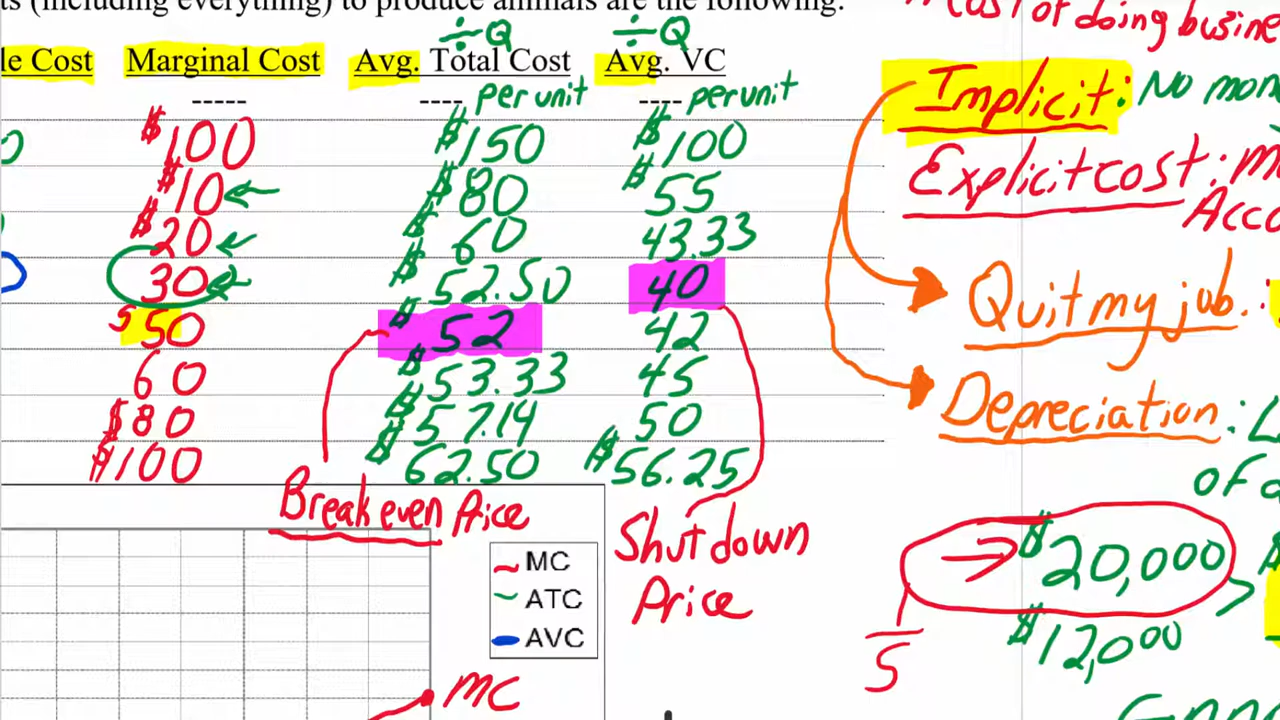 ts (including everything) to produce animals are the following:
cost of doing busine
÷Q ÷Q
le Cost Marginal Cost Avg. Total Cost Avg. VC
----- ---- per unit ---- per unit
$100 $150 $100
$10 $80 $55
$20 $60 43.33
30 $52.50 40
$50 $52 42
60 $53.33 45
$80 $57.14 50
$100 $62.50 $56.25
Breakeven Price
Shutdown
Price
MC
ATC
AVC
MC
Implicit: No mon
Explicit cost: M
Acco
Quit my job.:
Depreciation: L
of a
→ $20,000
$12,000
5